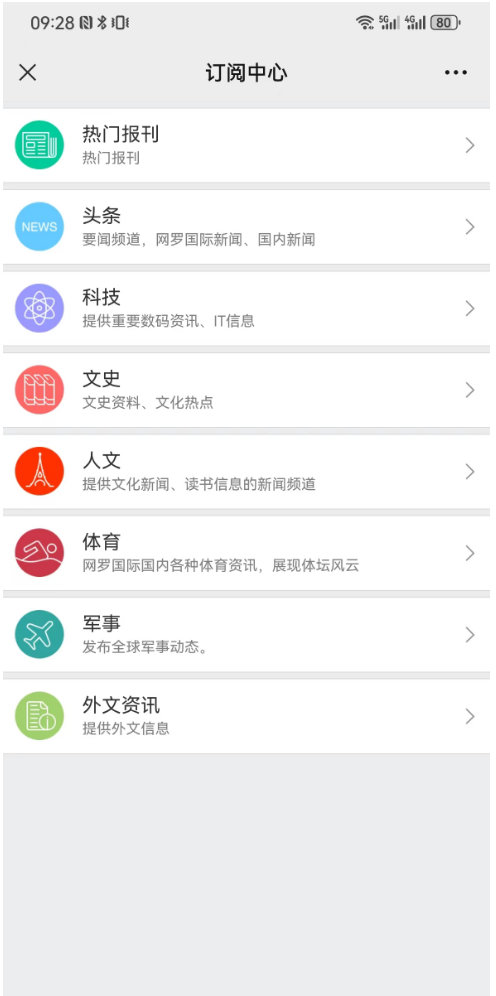 09:28
5G 4G 80
订阅中心
热门报刊
热门报刊
NEWS
头条
要闻频道，网罗国际新闻、国内新闻
科技
提供重要数码资讯、IT信息
文史
文史资料、文化热点
人文
提供文化新闻、读书信息的新闻频道
体育
网罗国际国内各种体育资讯，展现体坛风云
军事
发布全球军事动态。
外文资讯
提供外文信息